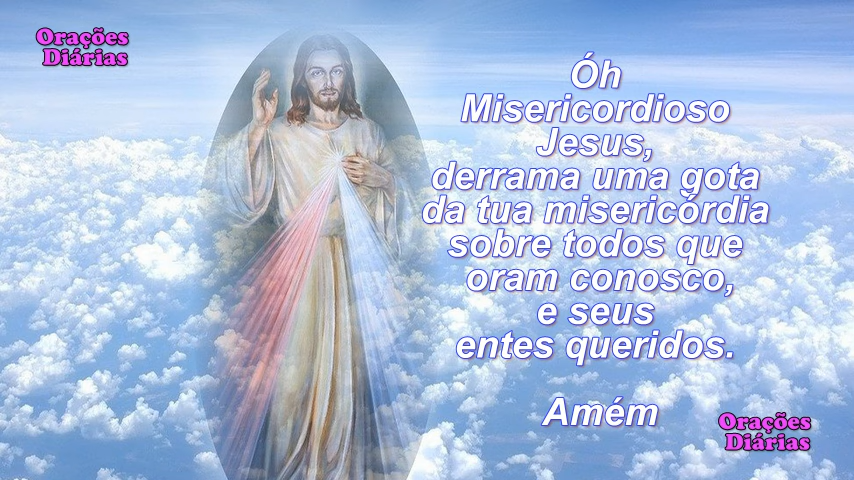 Orações
Diárias
Óh
Misericordioso
Jesus,
derrama uma gota
da tua misericórdia
sobre todos que
oram conosco,
e seus
entes queridos.
Amém
Orações
Diárias